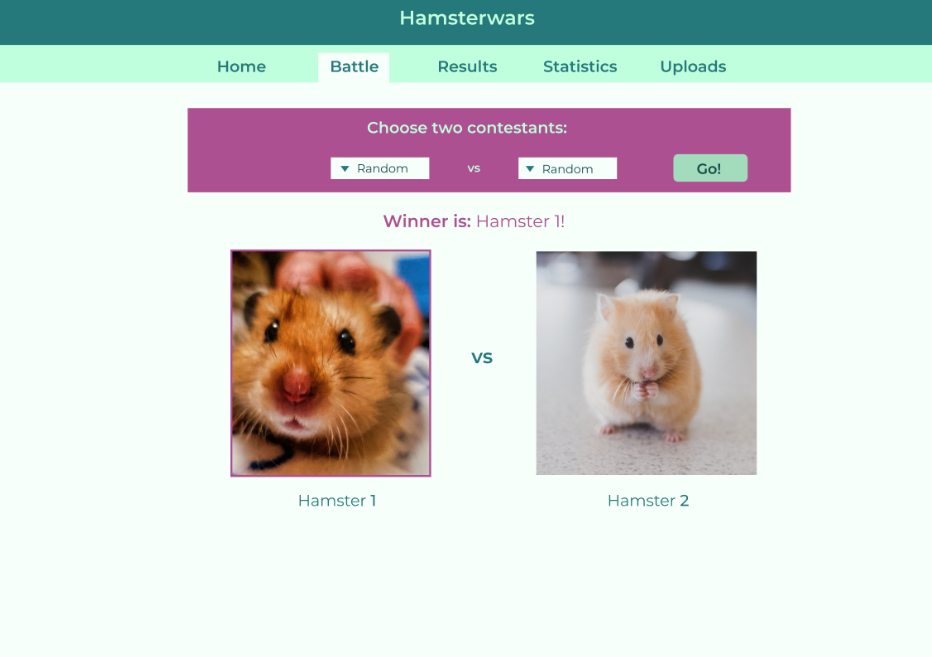 Hamsterwars
Home Battle Results Statistics Uploads
Choose two contestants:
Random vs Random Go!
Winner is: Hamster 1!
vs
Hamster 1 Hamster 2